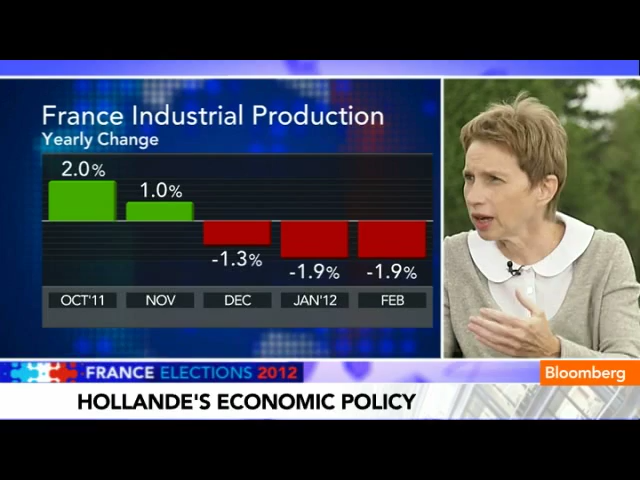 France Industrial Production
Yearly Change
2.0%
1.0%
-1.3%
-1.9%
-1.9%
OCT'11 NOV DEC JAN'12 FEB
FRANCE ELECTIONS 2012
Bloomberg
HOLLANDE'S ECONOMIC POLICY